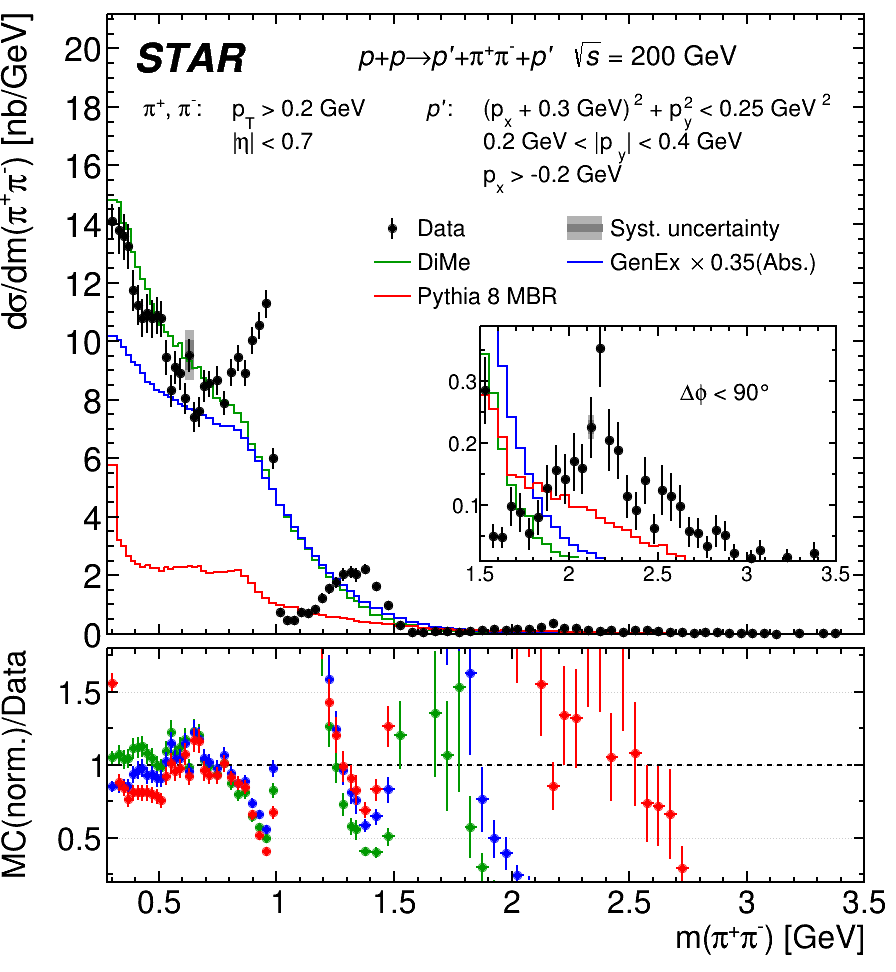 dσ/dm(π⁺π⁻) [nb/GeV]
20
18
16
14
12
10
8
6
4
2
0
STAR
p+p→p′+π⁺π⁻+p′ √s = 200 GeV
π⁺, π⁻: p_T > 0.2 GeV p′: (p_x + 0.3 GeV)² + p_y² < 0.25 GeV²
|η| < 0.7 0.2 GeV < |p_y| < 0.4 GeV
p_x > -0.2 GeV
Data Syst. uncertainty
DiMe GenEx × 0.35(Abs.)
Pythia 8 MBR
Δϕ < 90°
0.3
0.2
0.1
1.5 2 2.5 3 3.5
MC(norm.)/Data
1.5
1
0.5
0.5 1 1.5 2 2.5 3 3.5
m(π⁺π⁻) [GeV]